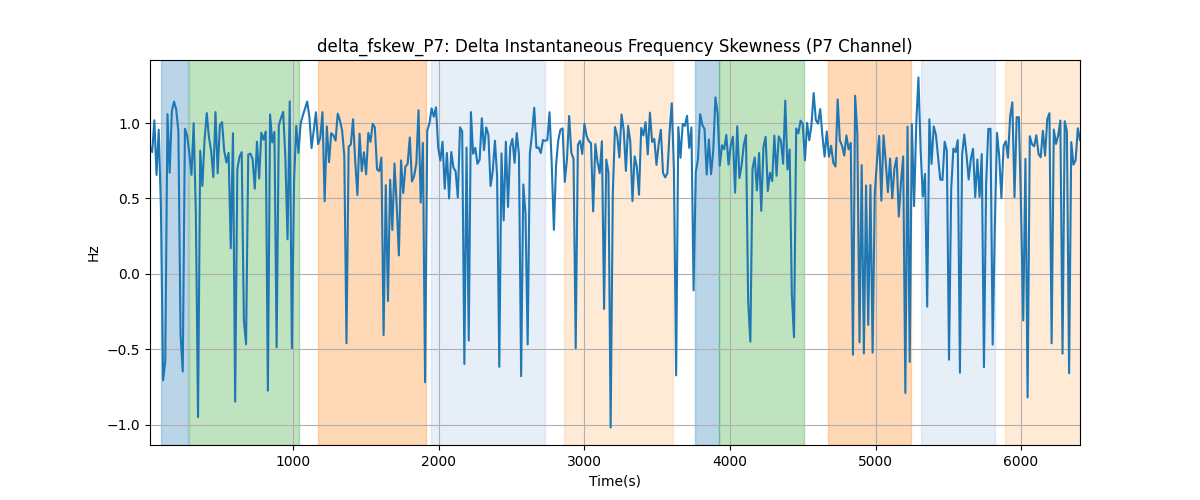 delta_fskew_P7: Delta Instantaneous Frequency Skewness (P7 Channel)
1.0
0.5
0.0
−0.5
−1.0
Hz
1000 2000 3000 4000 5000 6000
Time(s)